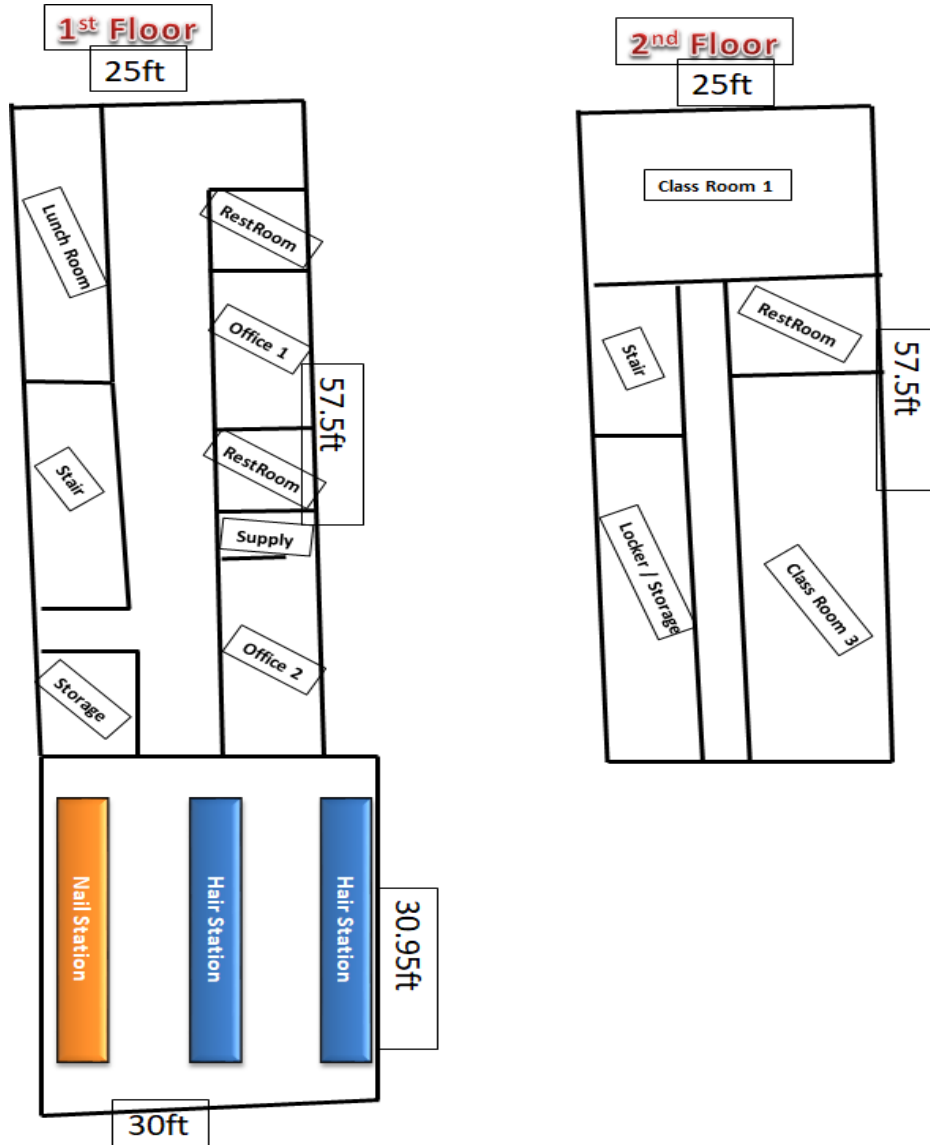 1st Floor
25ft
Lunch Room
RestRoom
Office 1
57.5ft
RestRoom
Stair
Supply
Office 2
Storage
Nail Station
Hair Station
Hair Station
30.95ft
30ft
2nd Floor
25ft
Class Room 1
RestRoom
Stair
57.5ft
Locker / Storage
Class Room 3